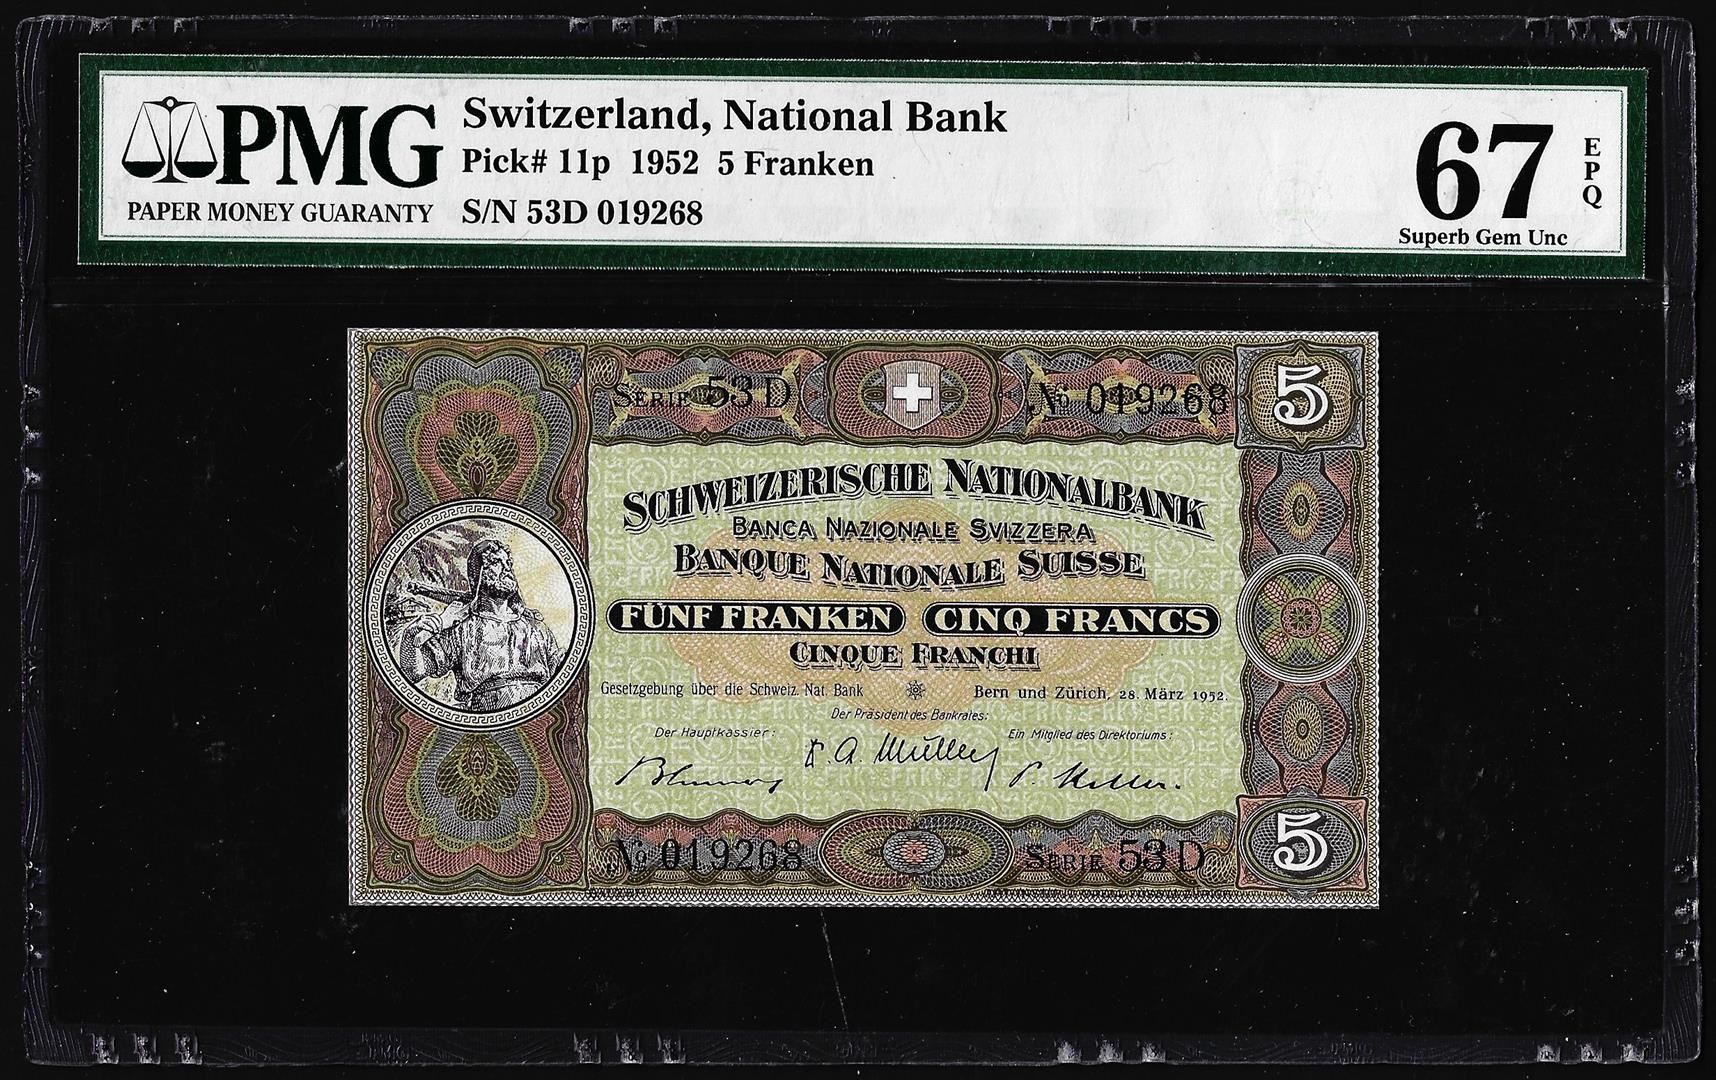 PMG
PAPER MONEY GUARANTY
Switzerland, National Bank
Pick# 11p 1952 5 Franken
S/N 53D 019268
67
EPQ
Superb Gem Unc
SERIE 53 D
№ 019268
5
SCHWEIZERISCHE NATIONALBANK
BANCA NAZIONALE SVIZZERA
BANQUE NATIONALE SUISSE
FÜNF FRANKEN CINQ FRANCS
CINQUE FRANCHI
Gesetzgebung über die Schweiz. Nat. Bank Bern und Zürich, 28. März 1952.
Der Präsident des Bankrates:
Der Hauptkassier: Ein Mitglied des Direktoriums:
A. Müller
№ 019268
SERIE 53 D
5